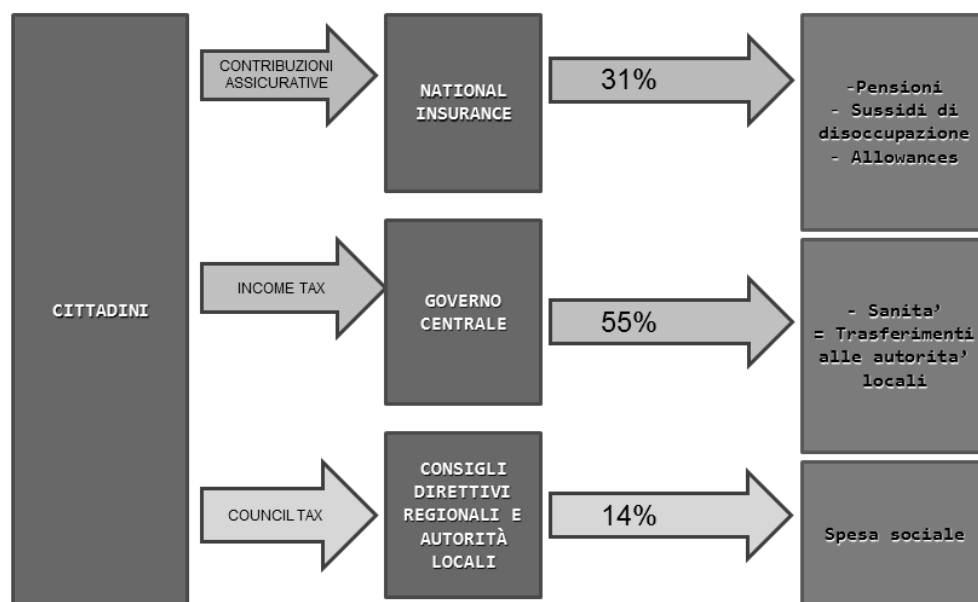 CITTADINI
CONTRIBUZIONI
ASSICURATIVE
NATIONAL
INSURANCE
31%
-Pensioni
- Sussidi di
disoccupazione
- Allowances
INCOME TAX
GOVERNO
CENTRALE
55%
- Sanita’
= Trasferimenti
alle autorita’
locali
COUNCIL TAX
CONSIGLI
DIRETTIVI
REGIONALI E
AUTORITÀ
LOCALI
14%
Spesa sociale